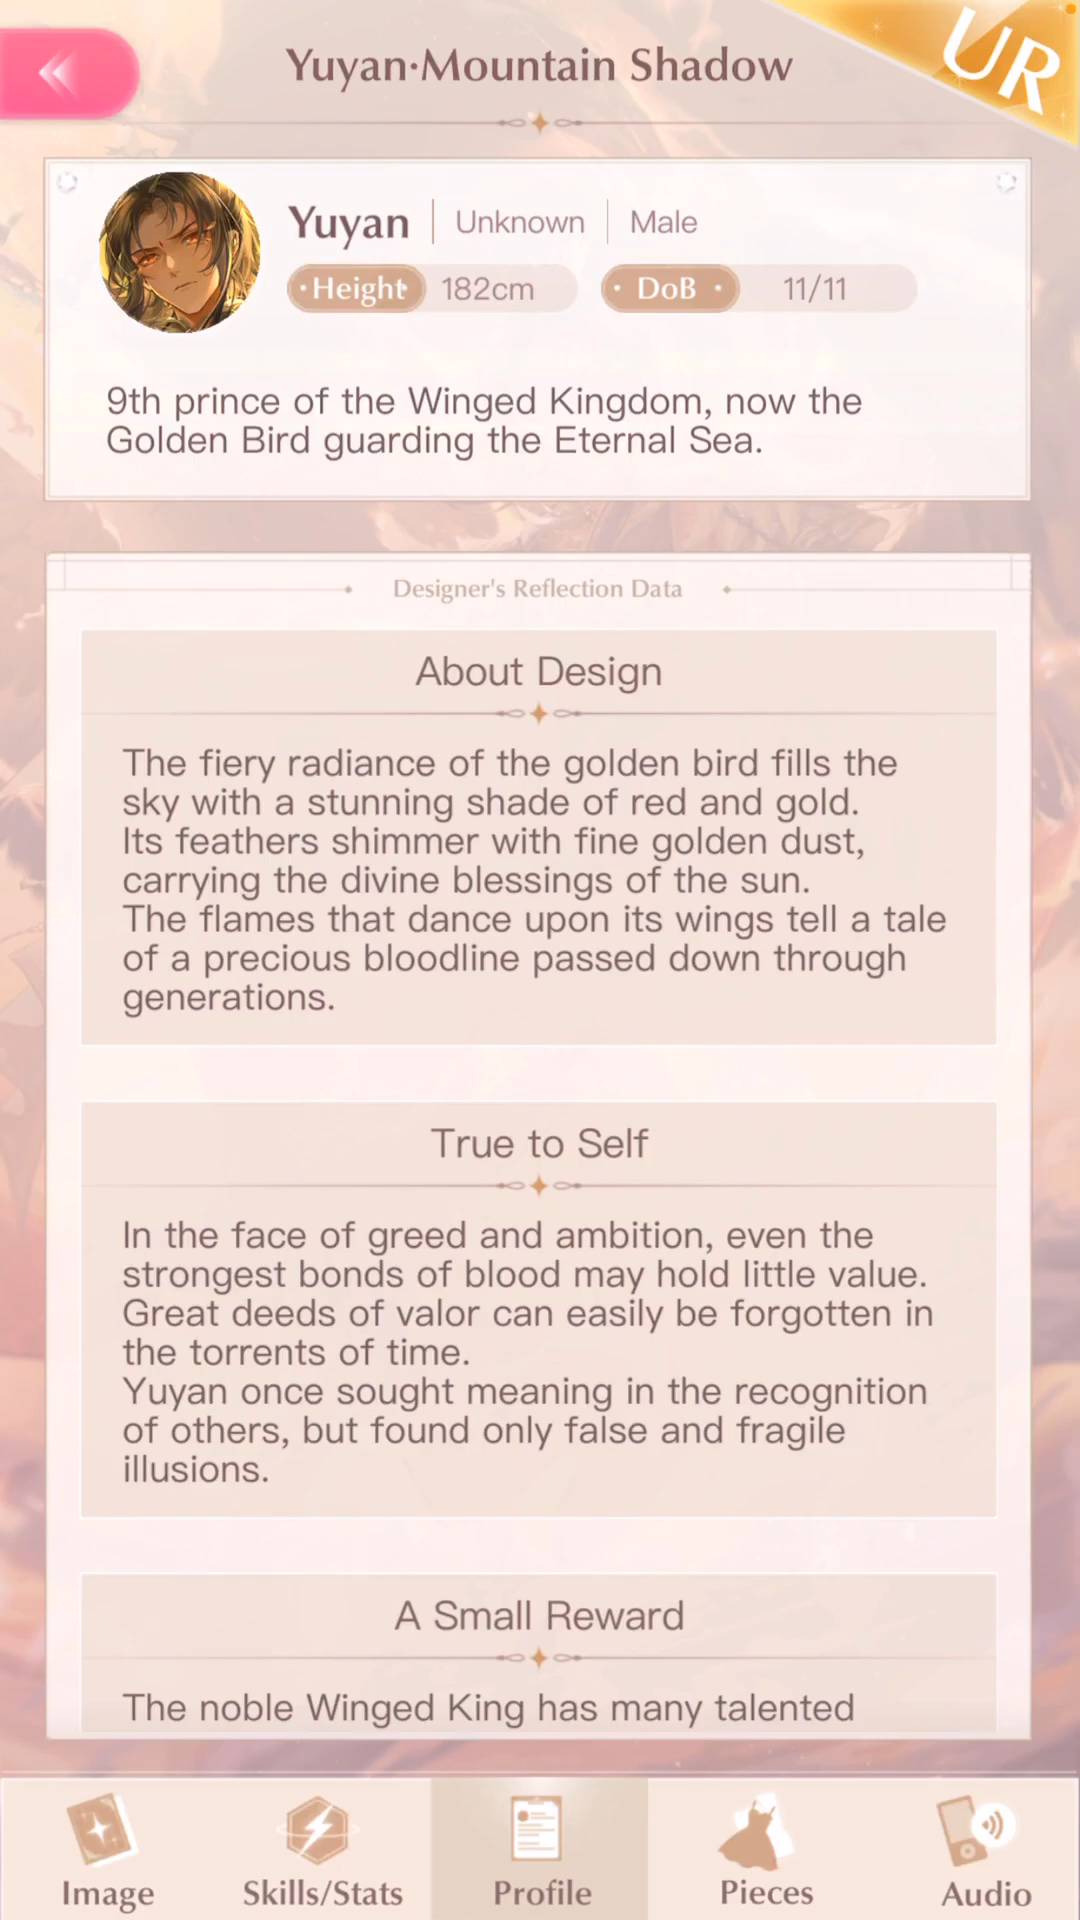 Yuyan·Mountain Shadow
UR
Yuyan
Unknown
Male
Height
182cm
DoB
11/11
9th prince of the Winged Kingdom, now the
Golden Bird guarding the Eternal Sea.
Designer's Reflection Data
About Design
The fiery radiance of the golden bird fills the
sky with a stunning shade of red and gold.
Its feathers shimmer with fine golden dust,
carrying the divine blessings of the sun.
The flames that dance upon its wings tell a tale
of a precious bloodline passed down through
generations.
True to Self
In the face of greed and ambition, even the
strongest bonds of blood may hold little value.
Great deeds of valor can easily be forgotten in
the torrents of time.
Yuyan once sought meaning in the recognition
of others, but found only false and fragile
illusions.
A Small Reward
The noble Winged King has many talented
Image
Skills/Stats
Profile
Pieces
Audio